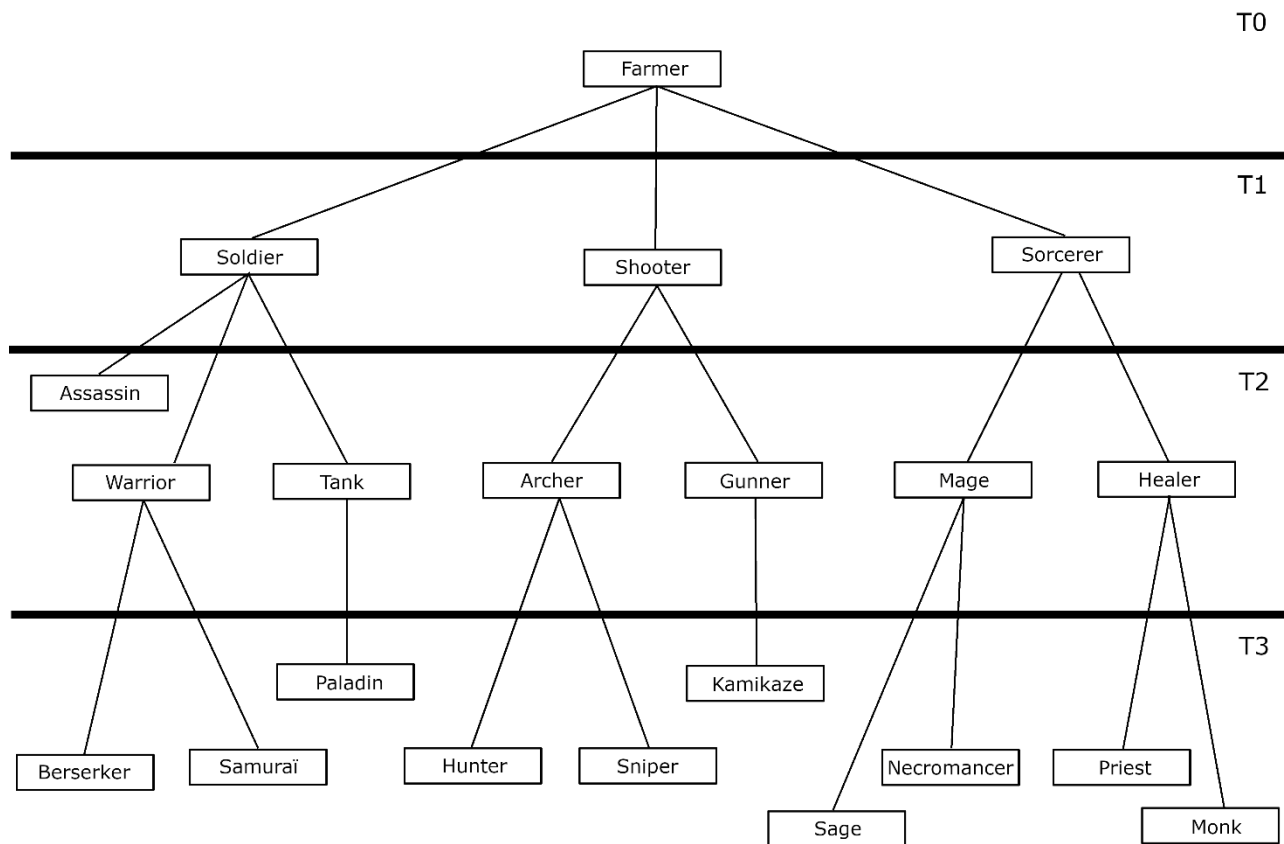 T0
Farmer
T1
Soldier
Shooter
Sorcerer
T2
Assassin
Warrior
Tank
Archer
Gunner
Mage
Healer
T3
Paladin
Kamikaze
Berserker
Samuraï
Hunter
Sniper
Necromancer
Priest
Sage
Monk